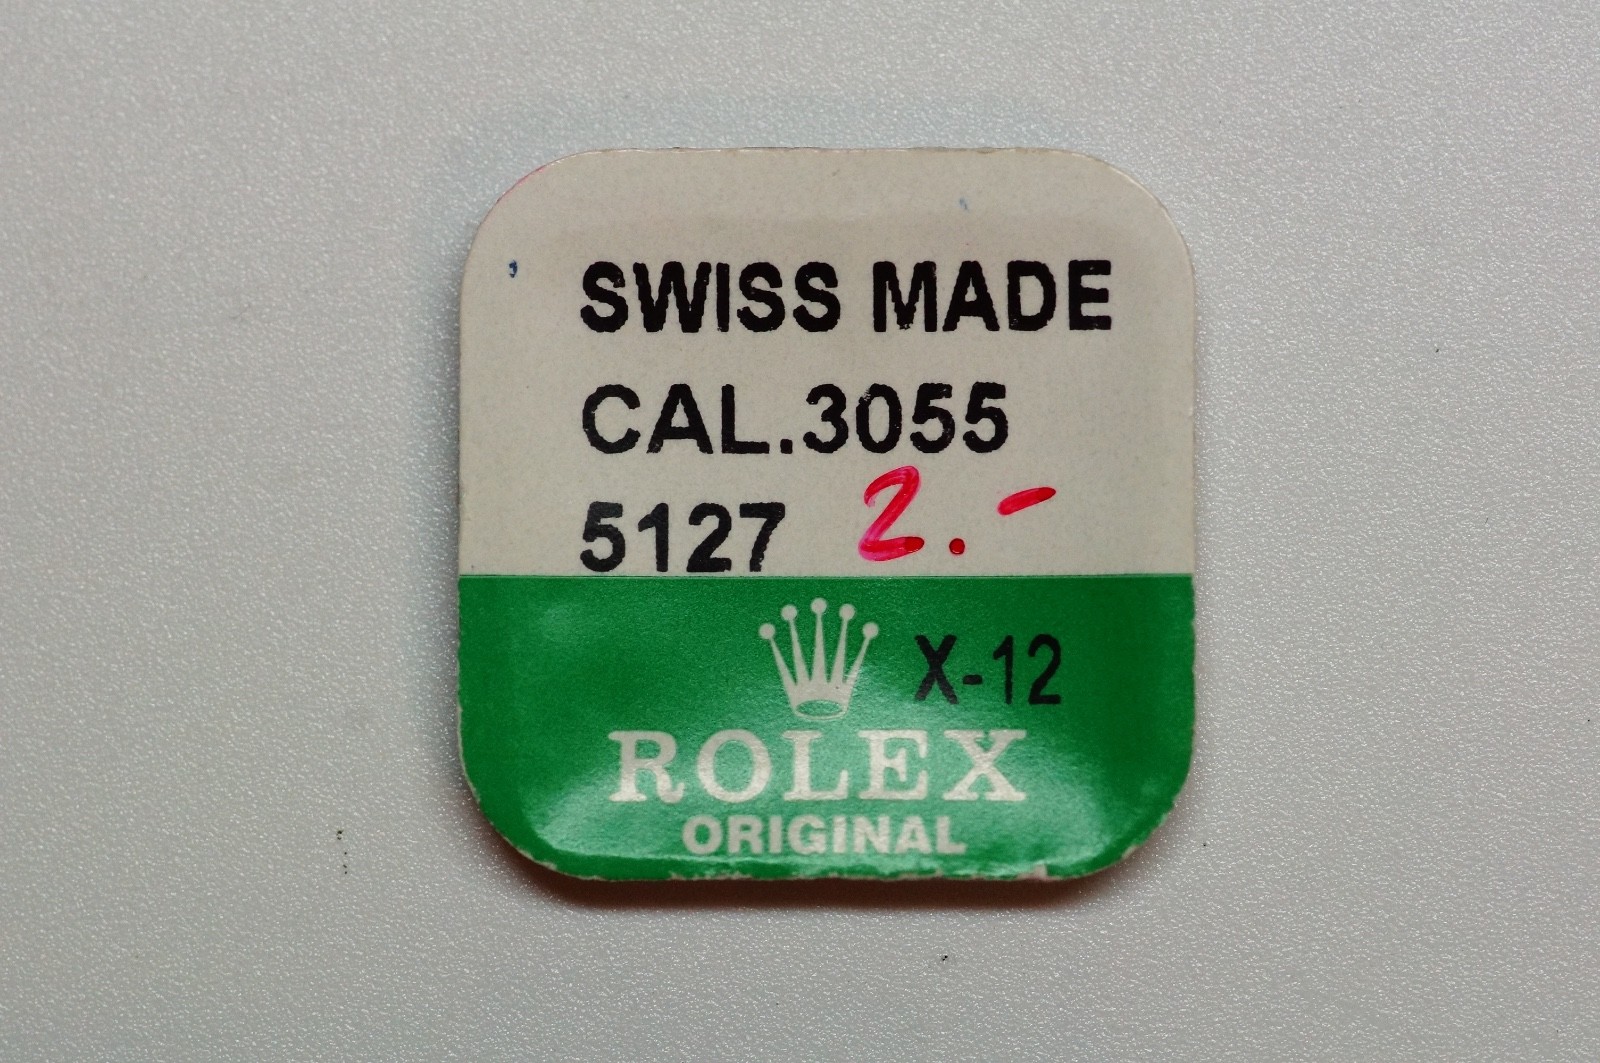 SWISS MADE
CAL.3055
5127 2.-
X-12
ROLEX
ORIGINAL